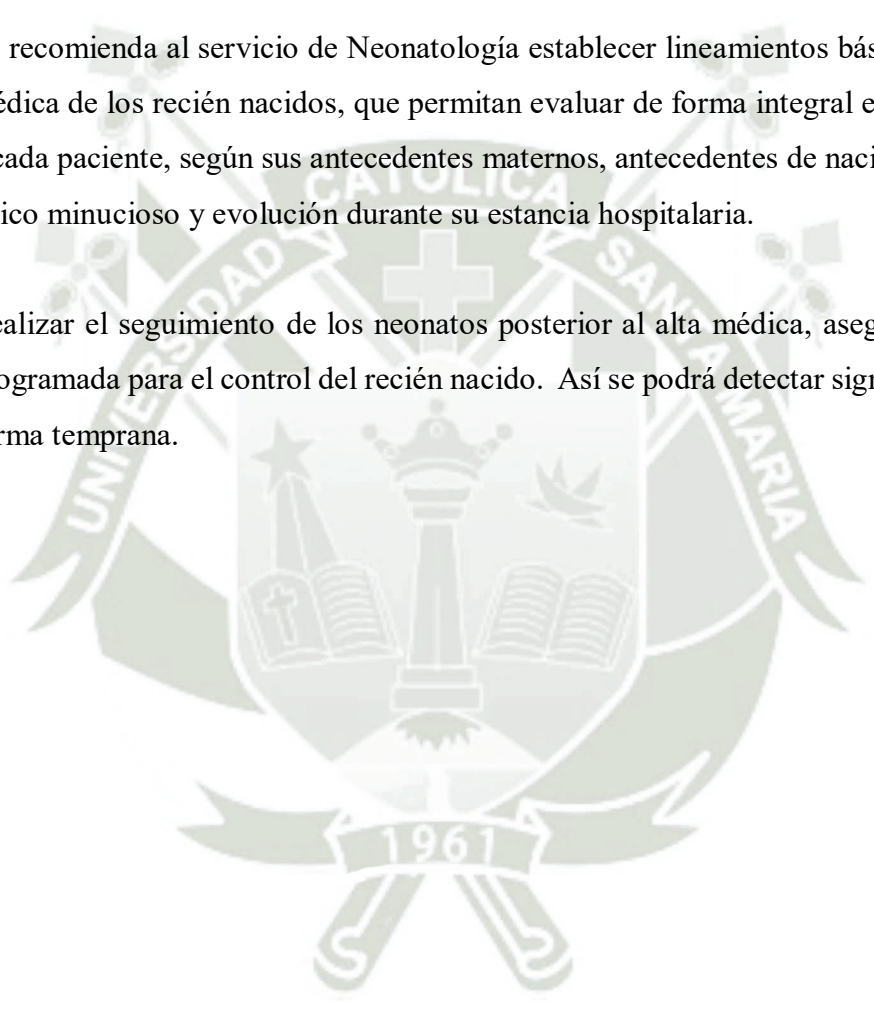 recomienda al servicio de Neonatología establecer lineamientos bás
édica de los recién nacidos, que permitan evaluar de forma integral e
cada paciente, según sus antecedentes maternos, antecedentes de naci
ico minucioso y evolución durante su estancia hospitalaria.
ealizar el seguimiento de los neonatos posterior al alta médica, aseg
ogramada para el control del recién nacido. Así se podrá detectar sign
rma temprana.
UNIVERSIDAD CATOLICA SANTA MARIA
1961